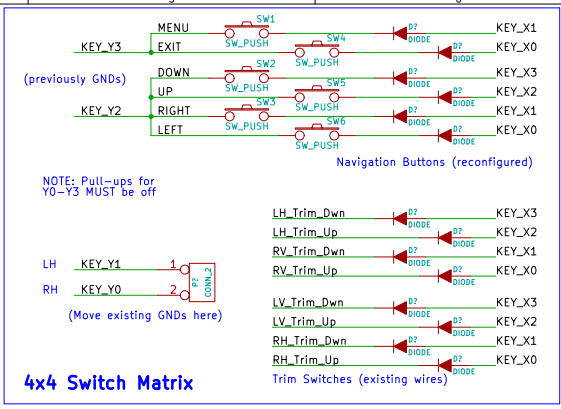 SW1
MENU D? KEY_X1
KEY_Y3 EXIT SW_PUSH SW4 DIODE D? KEY_X0
SW_PUSH DIODE
(previously GNDs)
DOWN SW2 D? KEY_X3
UP SW_PUSH SW5 DIODE D? KEY_X2
KEY_Y2 RIGHT SW3 SW_PUSH D? DIODE KEY_X1
LEFT SW_PUSH SW6 DIODE D? KEY_X0
SW_PUSH DIODE
Navigation Buttons (reconfigured)
NOTE: Pull-ups for
Y0-Y3 MUST be off
LH_Trim_Dwn D? DIODE KEY_X3
LH_Trim_Up D? DIODE KEY_X2
RV_Trim_Dwn D? DIODE KEY_X1
RV_Trim_Up D? DIODE KEY_X0
LH KEY_Y1 1
RH KEY_Y0 2
P?
CONN_2
(Move existing GNDs here)
LV_Trim_Dwn D? DIODE KEY_X3
LV_Trim_Up D? DIODE KEY_X2
RH_Trim_Dwn D? DIODE KEY_X1
RH_Trim_Up D? DIODE KEY_X0
Trim Switches (existing wires)
4x4 Switch Matrix